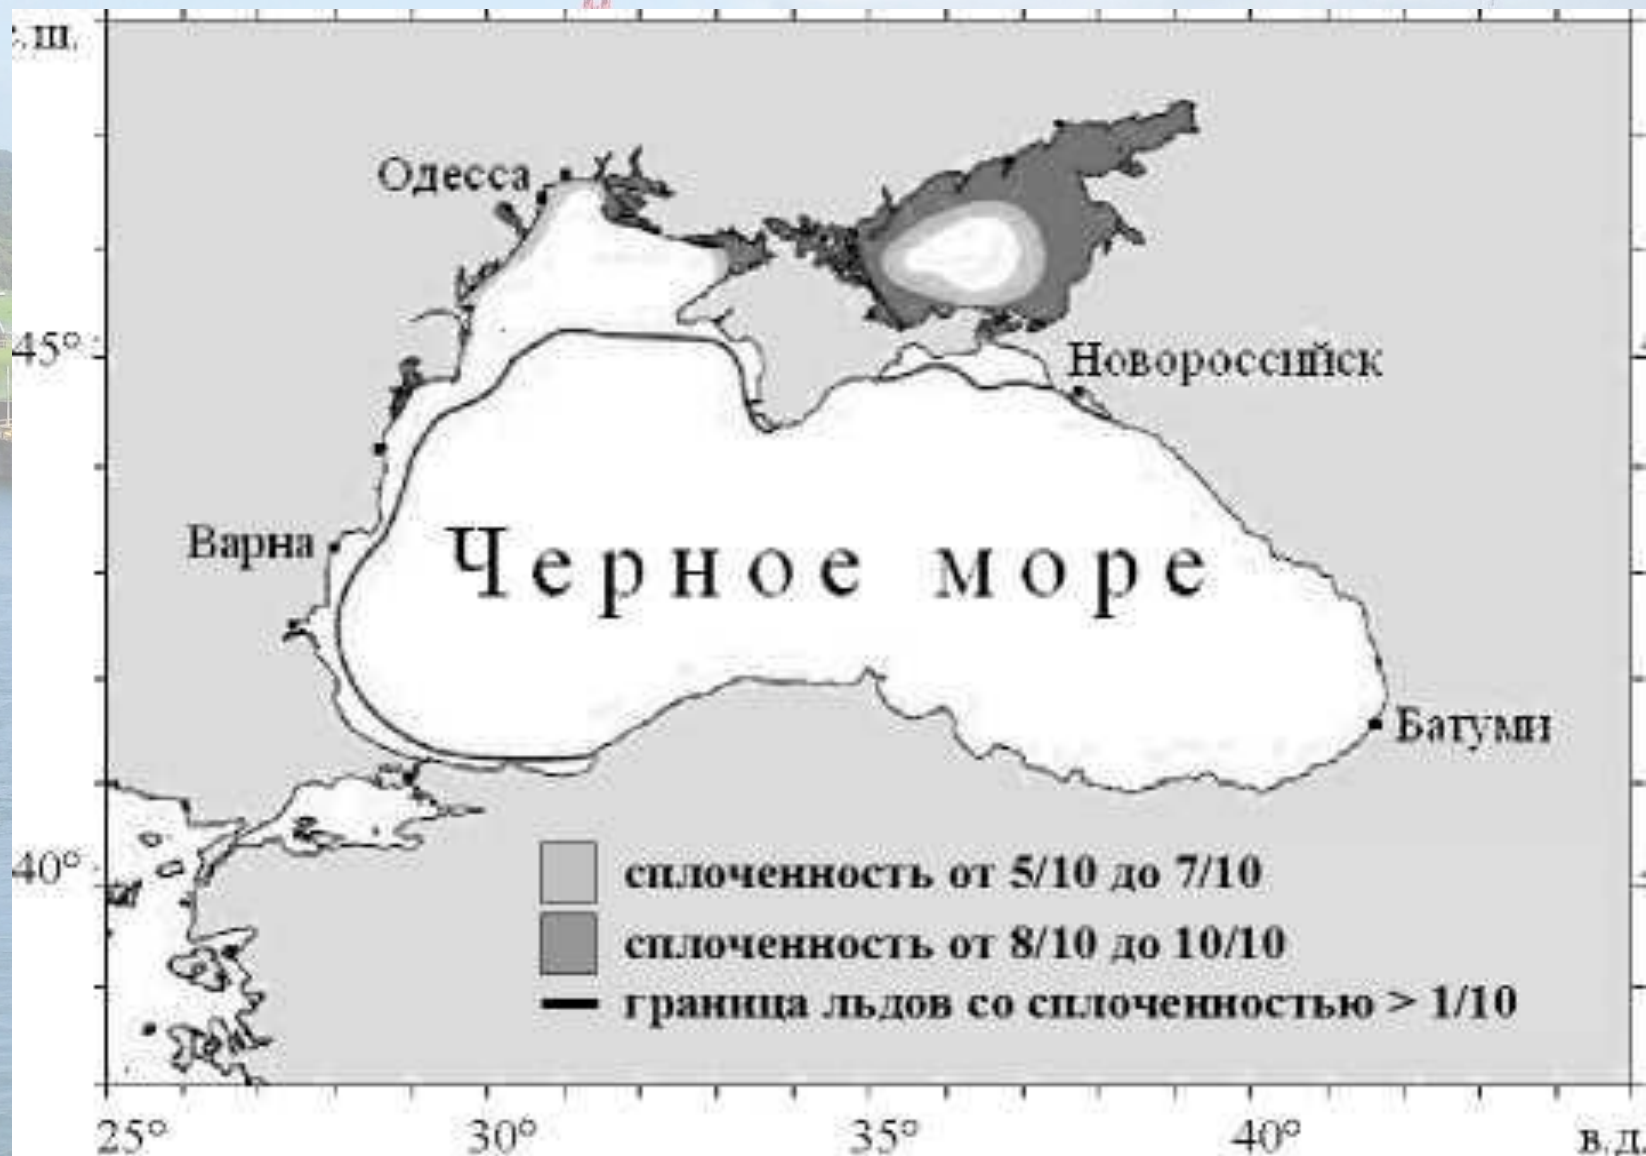 с.ш.
Одесса
45°
Новороссийск
Варна
Черное море
Батуми
40°
сплоченность от 5/10 до 7/10
сплоченность от 8/10 до 10/10
граница льдов со сплоченностью > 1/10
25° 30° 35° 40° в.д.